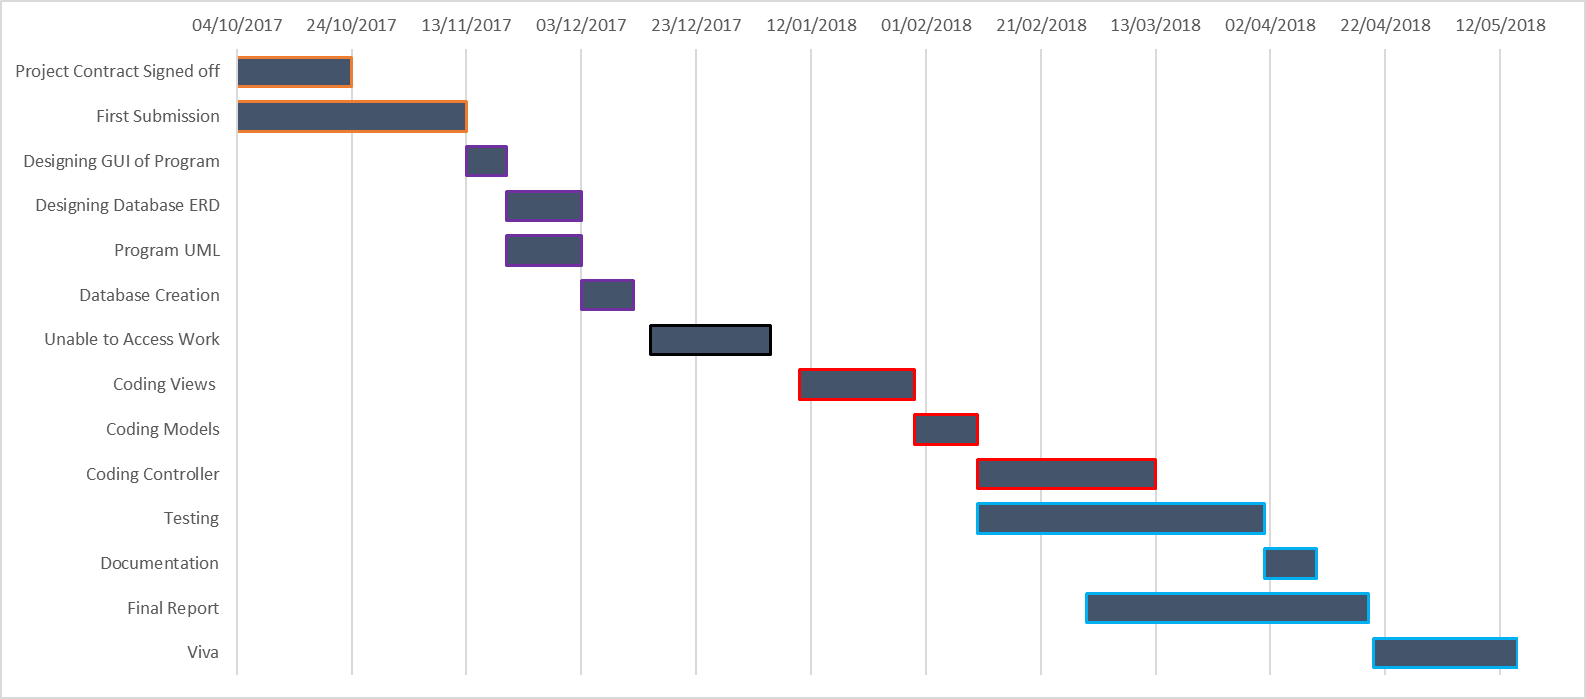 04/10/2017 24/10/2017 13/11/2017 03/12/2017 23/12/2017 12/01/2018 01/02/2018 21/02/2018 13/03/2018 02/04/2018 22/04/2018 12/05/2018
Project Contract Signed off
First Submission
Designing GUI of Program
Designing Database ERD
Program UML
Database Creation
Unable to Access Work
Coding Views
Coding Models
Coding Controller
Testing
Documentation
Final Report
Viva